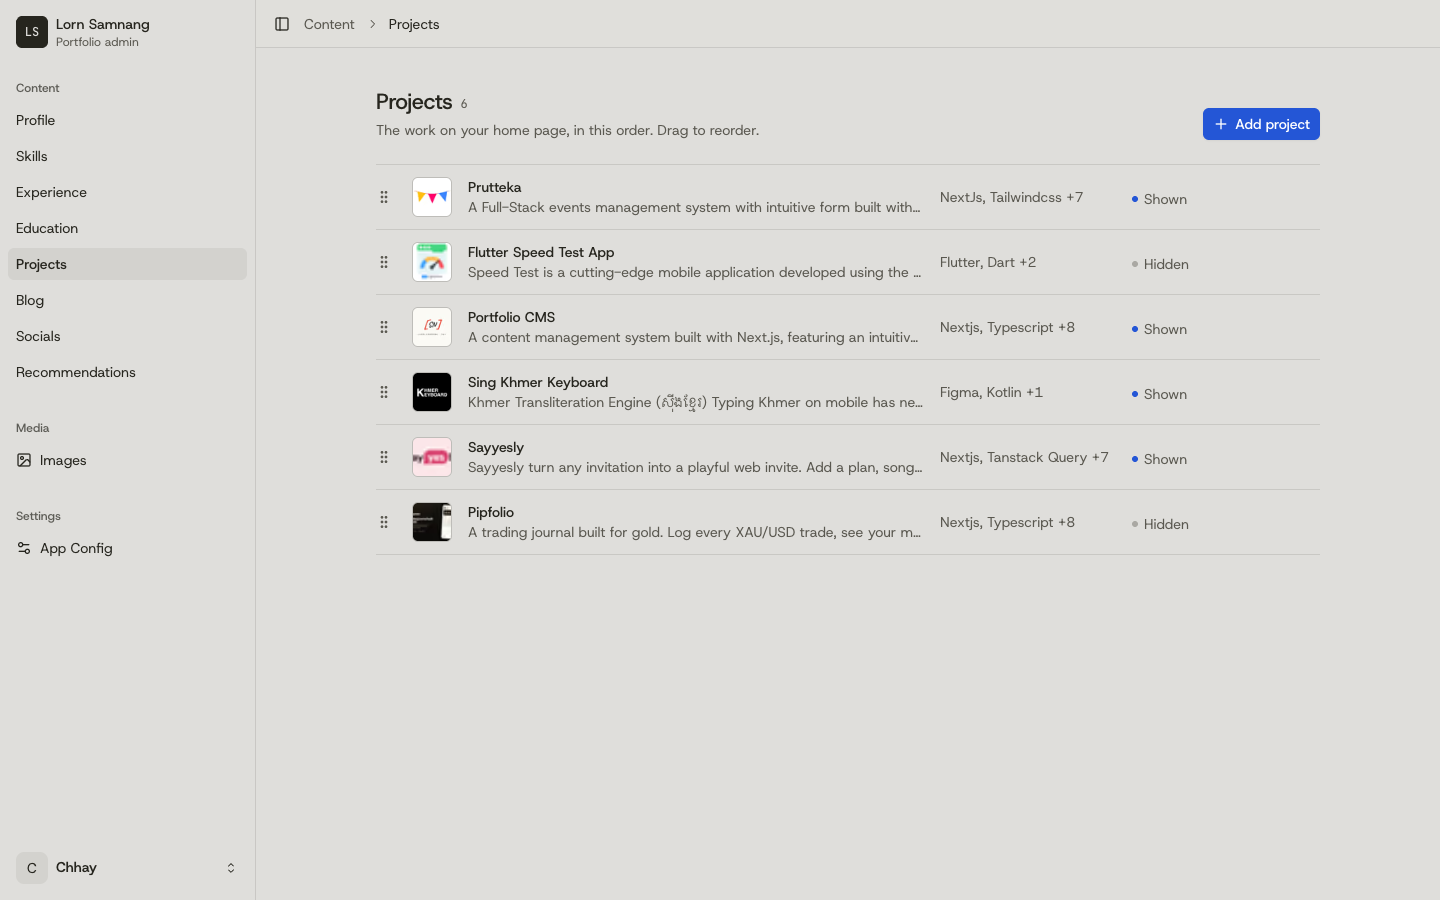 LS
Lorn Samnang
Portfolio admin
Content
Profile
Skills
Experience
Education
Projects
Blog
Socials
Recommendations
Media
Images
Settings
App Config
C
Chhay
Content
Projects
Projects 6
The work on your home page, in this order. Drag to reorder.
Add project
Prutteka
A Full-Stack events management system with intuitive form built with…
NextJs, Tailwindcss +7
Shown
Flutter Speed Test App
Speed Test is a cutting-edge mobile application developed using the …
Flutter, Dart +2
Hidden
Portfolio CMS
A content management system built with Next.js, featuring an intuitiv…
Nextjs, Typescript +8
Shown
KHMER
KEYBOARD
Sing Khmer Keyboard
Khmer Transliteration Engine (ស៊ីងខ្មែរ) Typing Khmer on mobile has ne…
Figma, Kotlin +1
Shown
yes
Sayyesly
Sayyesly turn any invitation into a playful web invite. Add a plan, song…
Nextjs, Tanstack Query +7
Shown
Pipfolio
A trading journal built for gold. Log every XAU/USD trade, see your m…
Nextjs, Typescript +8
Hidden